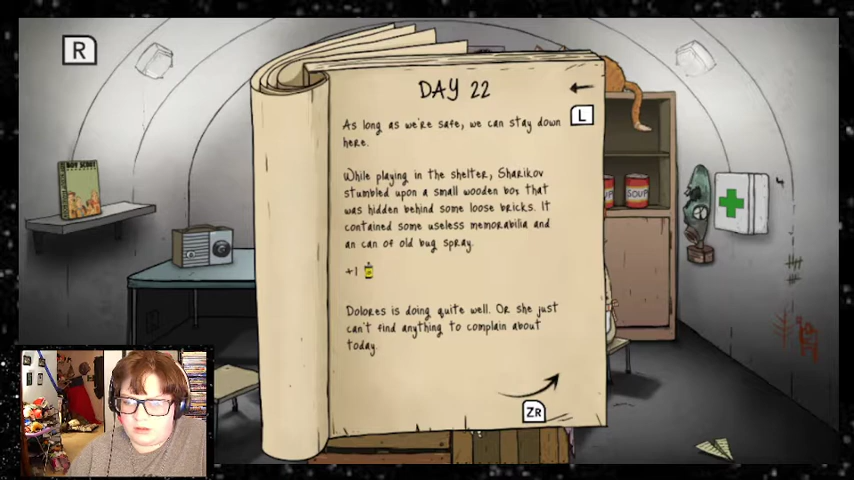 R
DAY 22
L
As long as we're safe, we can stay down
here.
While playing in the shelter, Sharikov
stumbled upon a small wooden box that
was hidden behind some loose bricks. It
contained some useless memorabilia and
an can of old bug spray.
+1
Dolores is doing quite well. Or she just
can't find anything to complain about
today.
ZR
BOY SCOUT
SOUP